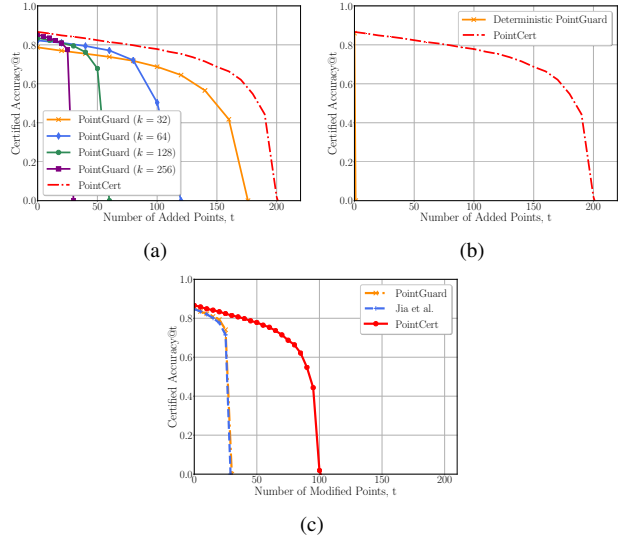 1.0
0.8
0.6
0.4
0.2
0.0
Certified Accuracy@t
PointGuard (k = 32)
PointGuard (k = 64)
PointGuard (k = 128)
PointGuard (k = 256)
PointCert
0 50 100 150 200
Number of Added Points, t
(a)
1.0
0.8
0.6
0.4
0.2
0.0
Certified Accuracy@t
Deterministic PointGuard
PointCert
0 50 100 150 200
Number of Added Points, t
(b)
1.0
0.8
0.6
0.4
0.2
0.0
Certified Accuracy@t
PointGuard
Jia et al.
PointCert
0 50 100 150 200
Number of Modified Points, t
(c)